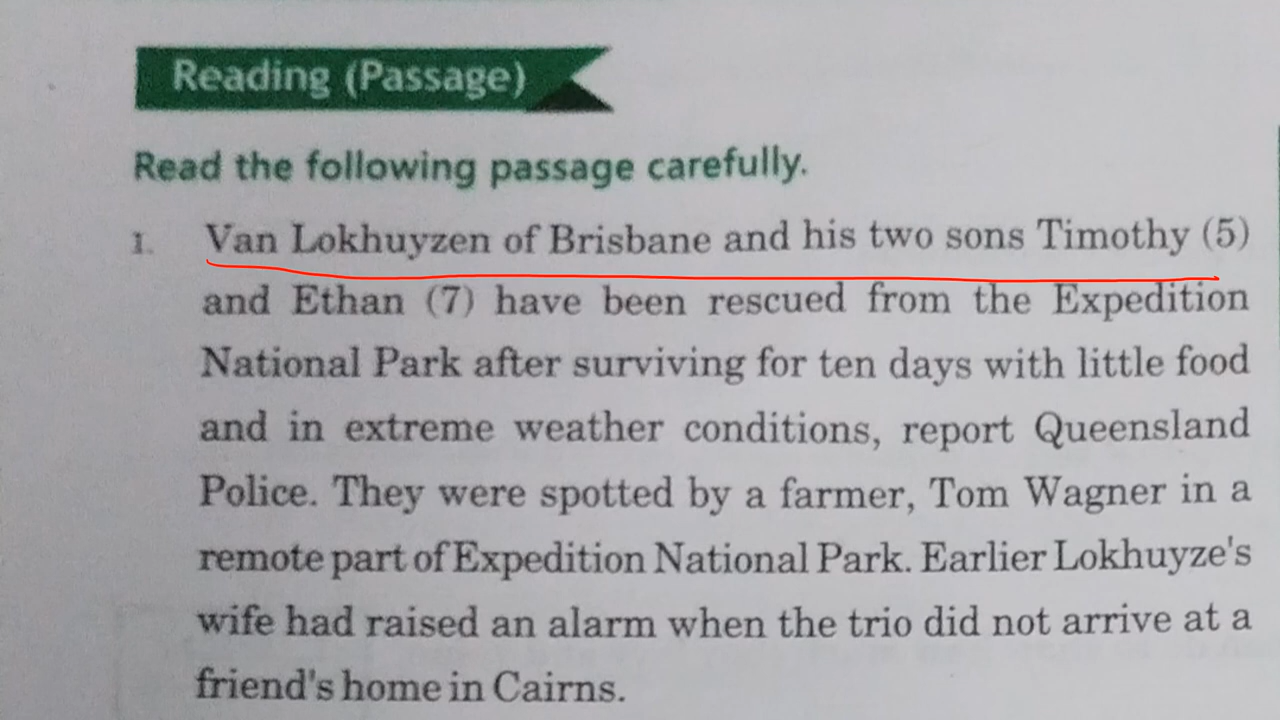 Reading (Passage)
Read the following passage carefully.
1. Van Lokhuyzen of Brisbane and his two sons Timothy (5)
and Ethan (7) have been rescued from the Expedition
National Park after surviving for ten days with little food
and in extreme weather conditions, report Queensland
Police. They were spotted by a farmer, Tom Wagner in a
remote part of Expedition National Park. Earlier Lokhuyze's
wife had raised an alarm when the trio did not arrive at a
friend's home in Cairns.